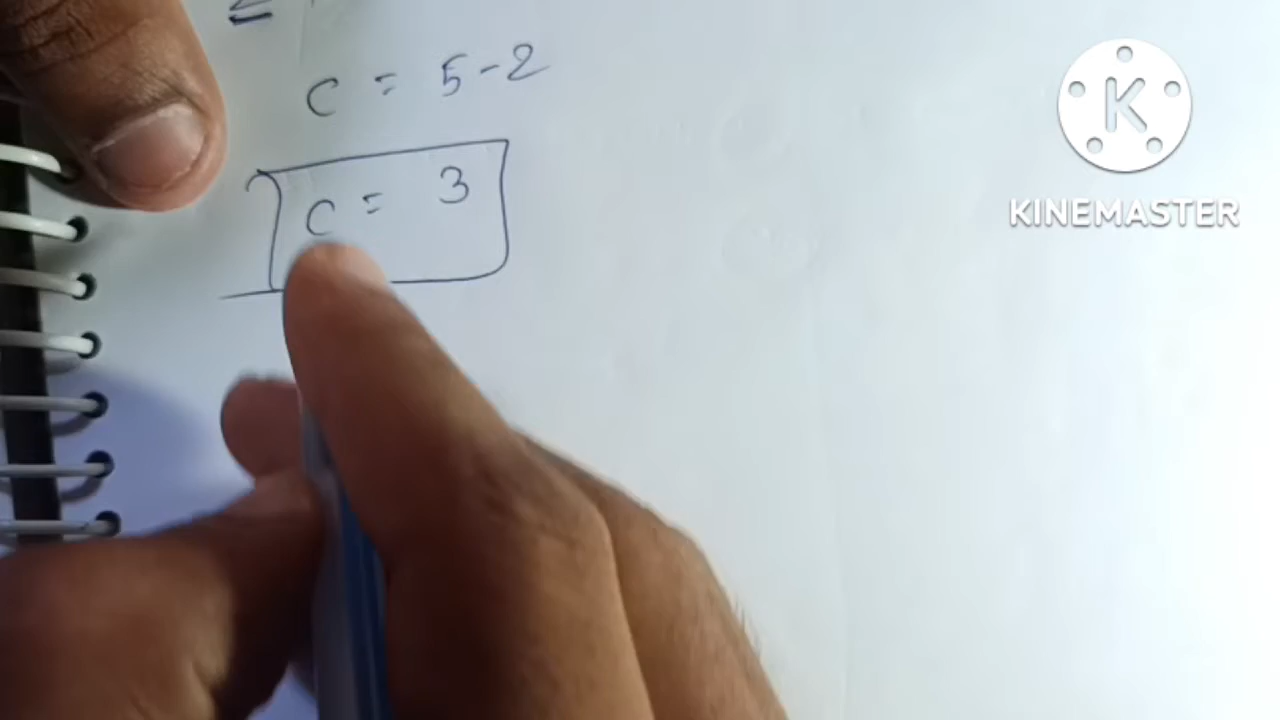 C = 5-2
C = 3
K
KINEMASTER